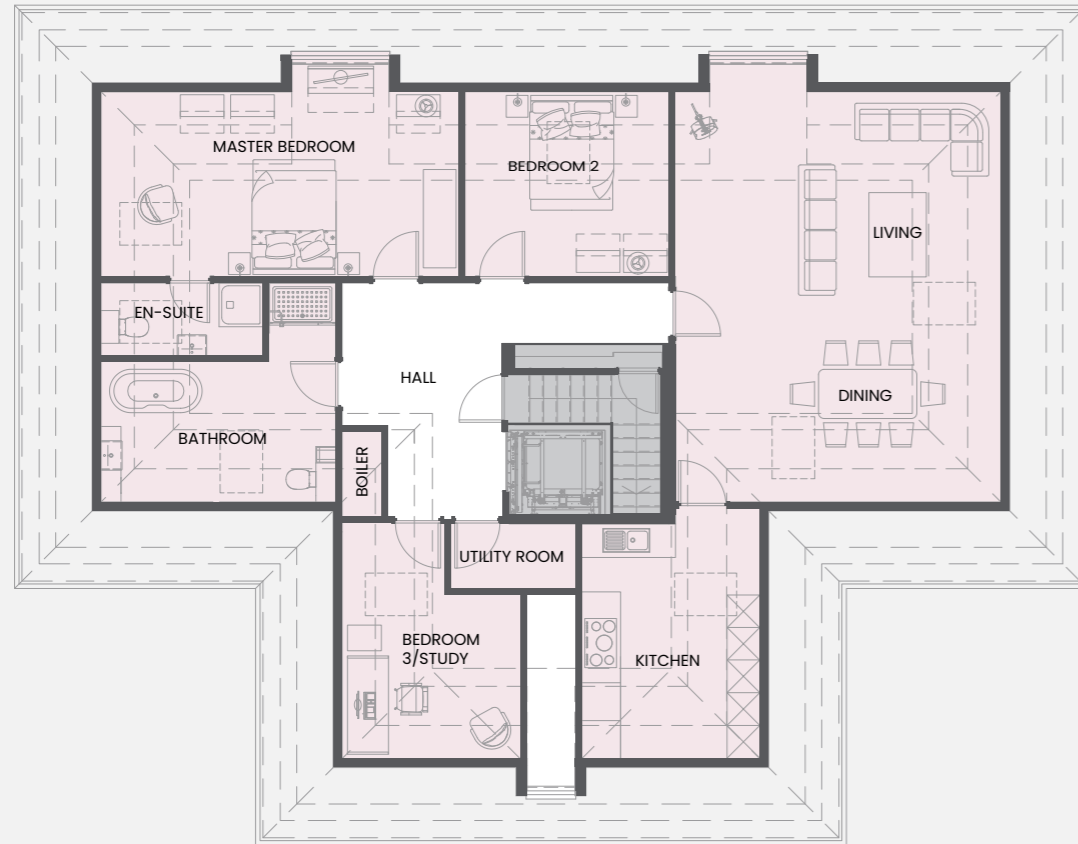 MASTER BEDROOM
BEDROOM 2
LIVING
EN-SUITE
HALL
DINING
BATHROOM
BOILER
UTILITY ROOM
BEDROOM
3/STUDY
KITCHEN